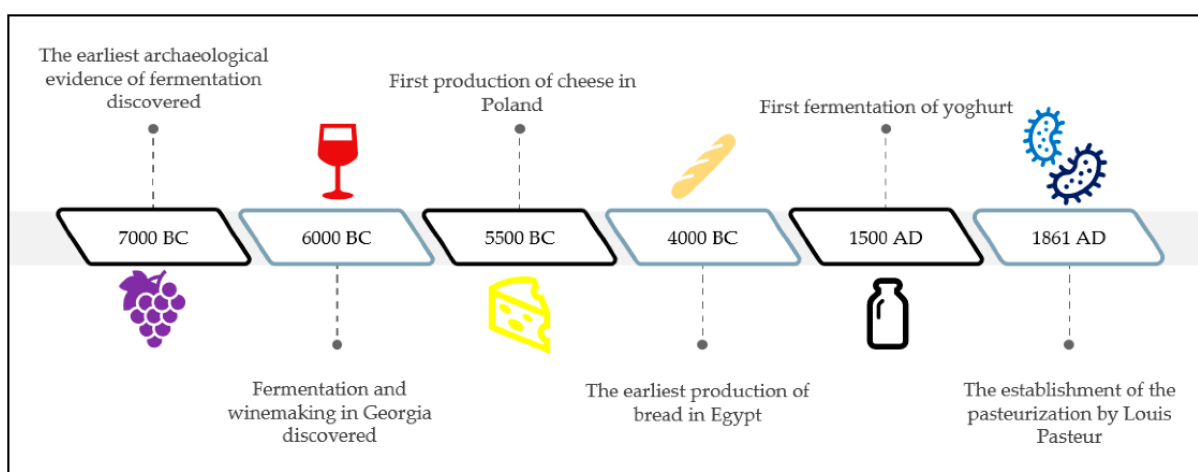 The earliest archaeological
evidence of fermentation
discovered
First production of cheese in
Poland
First fermentation of yoghurt
7000 BC
6000 BC
5500 BC
4000 BC
1500 AD
1861 AD
Fermentation and
winemaking in Georgia
discovered
The earliest production of
bread in Egypt
The establishment of the
pasteurization by Louis
Pasteur